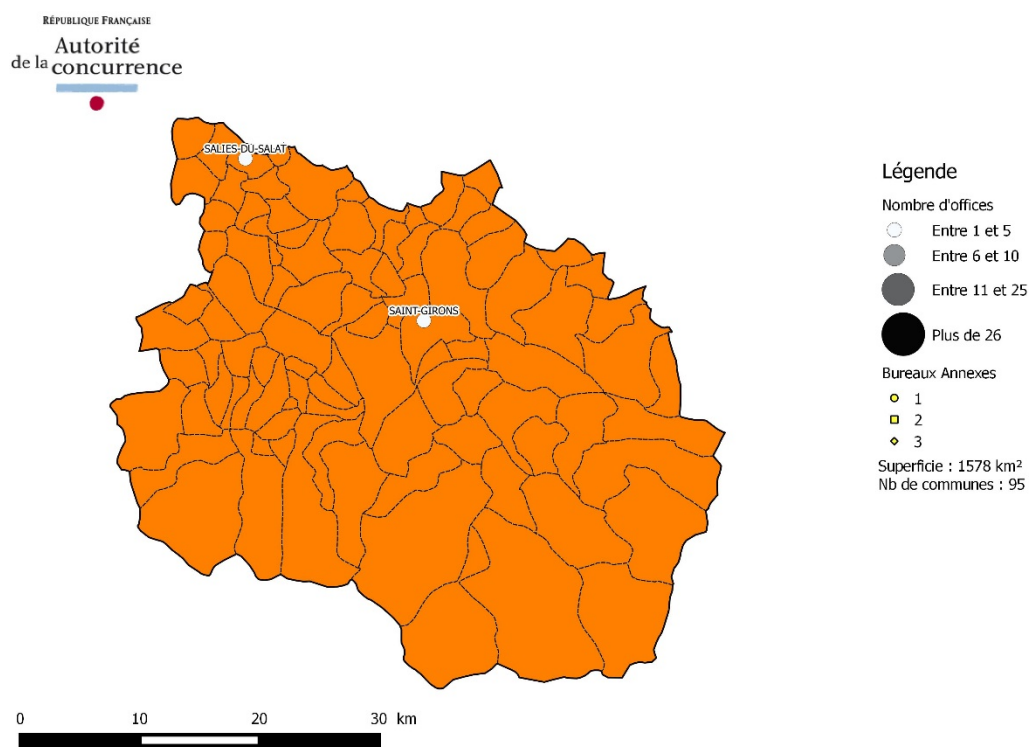 RÉPUBLIQUE FRANÇAISE
Autorité
de la concurrence
SALIES-DU-SALAT
SAINT-GIRONS
Légende
Nombre d'offices
Entre 1 et 5
Entre 6 et 10
Entre 11 et 25
Plus de 26
Bureaux Annexes
1
2
3
Superficie : 1578 km²
Nb de communes : 95
0 10 20 30 km